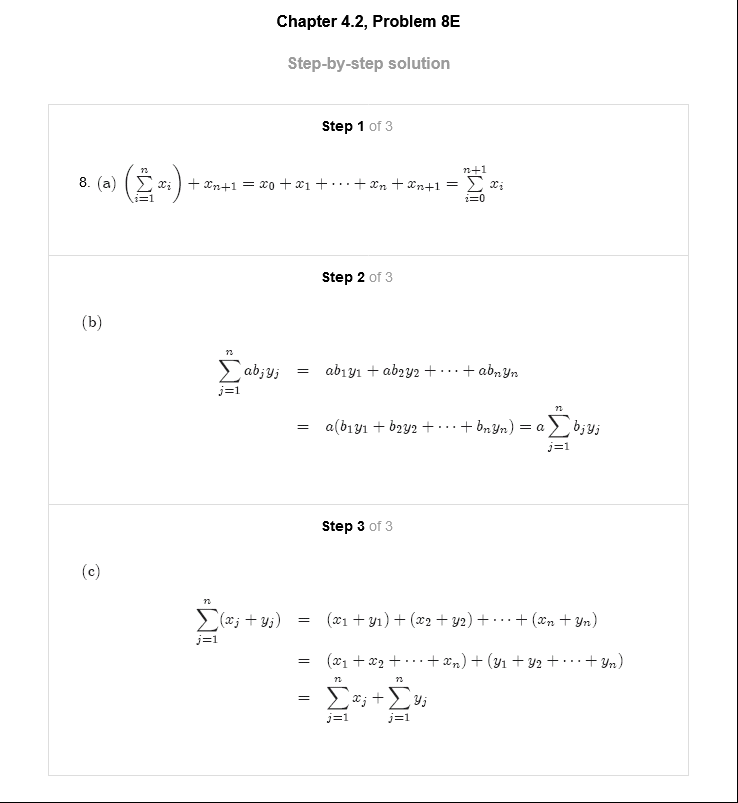 Chapter 4.2, Problem 8E
Step-by-step solution
Step 1 of 3
8. (a) $\left(\sum_{i=1}^{n} x_i\right) + x_{n+1} = x_0 + x_1 + \cdots + x_n + x_{n+1} = \sum_{i=0}^{n+1} x_i$
Step 2 of 3
(b)
$\sum_{j=1}^{n} ab_jy_j = ab_1y_1 + ab_2y_2 + \cdots + ab_ny_n$
$= a(b_1y_1 + b_2y_2 + \cdots + b_ny_n) = a\sum_{j=1}^{n} b_jy_j$
Step 3 of 3
(c)
$\sum_{j=1}^{n} (x_j + y_j) = (x_1 + y_1) + (x_2 + y_2) + \cdots + (x_n + y_n)$
$= (x_1 + x_2 + \cdots + x_n) + (y_1 + y_2 + \cdots + y_n)$
$= \sum_{j=1}^{n} x_j + \sum_{j=1}^{n} y_j$